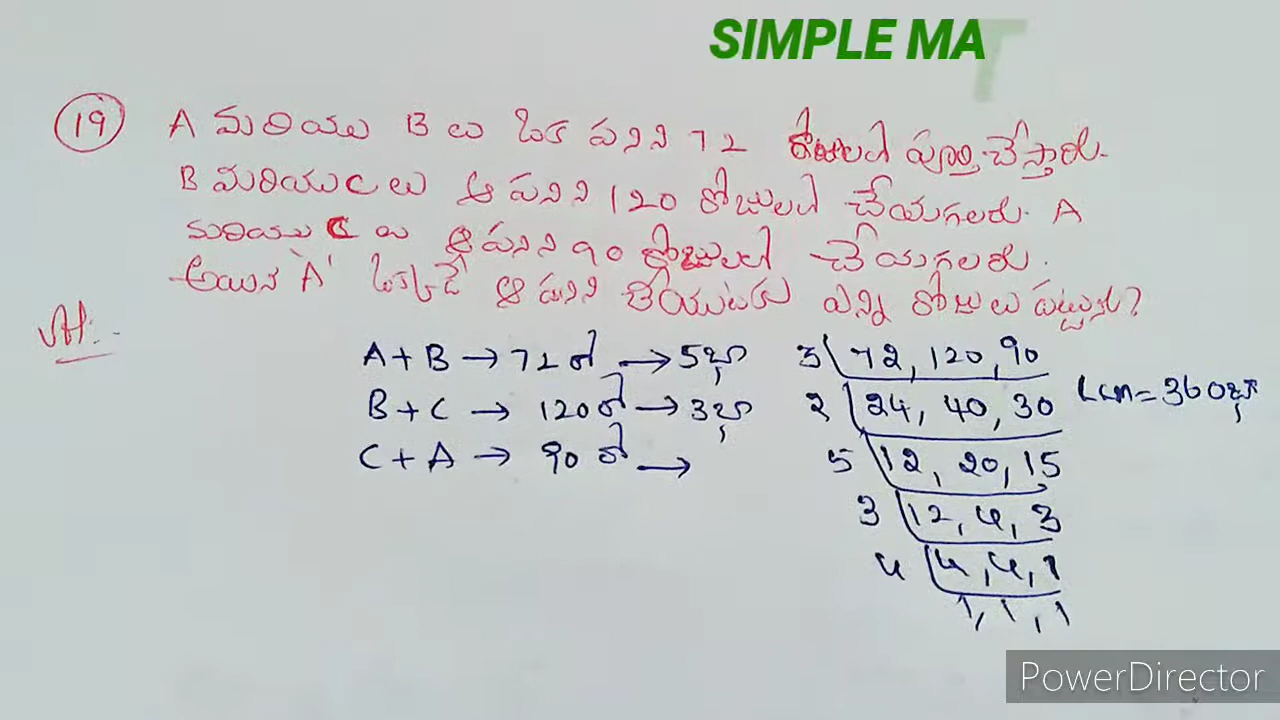 SIMPLE MAT
19 A మరియు B లు ఒక పనిని 72 రోజులలో పూర్తి చేస్తారు.
B మరియు C లు ఆ పనిని 120 రోజులలో చేయగలరు. A
మరియు C లు ఆ పనిని 90 రోజులలో చేయగలరు.
అయిన 'A' ఒక్కడే ఆ పనిని చేయుటకు ఎన్ని రోజులు పట్టును?
A + B → 72 రో → 5 భా
B + C → 120 రో → 3 భా
C + A → 90 రో →
3 72, 120, 90
2 24, 40, 30
5 12, 20, 15
3 12, 4, 3
4 4, 4, 1
1, 1, 1
Lcm = 360 భా
PowerDirector